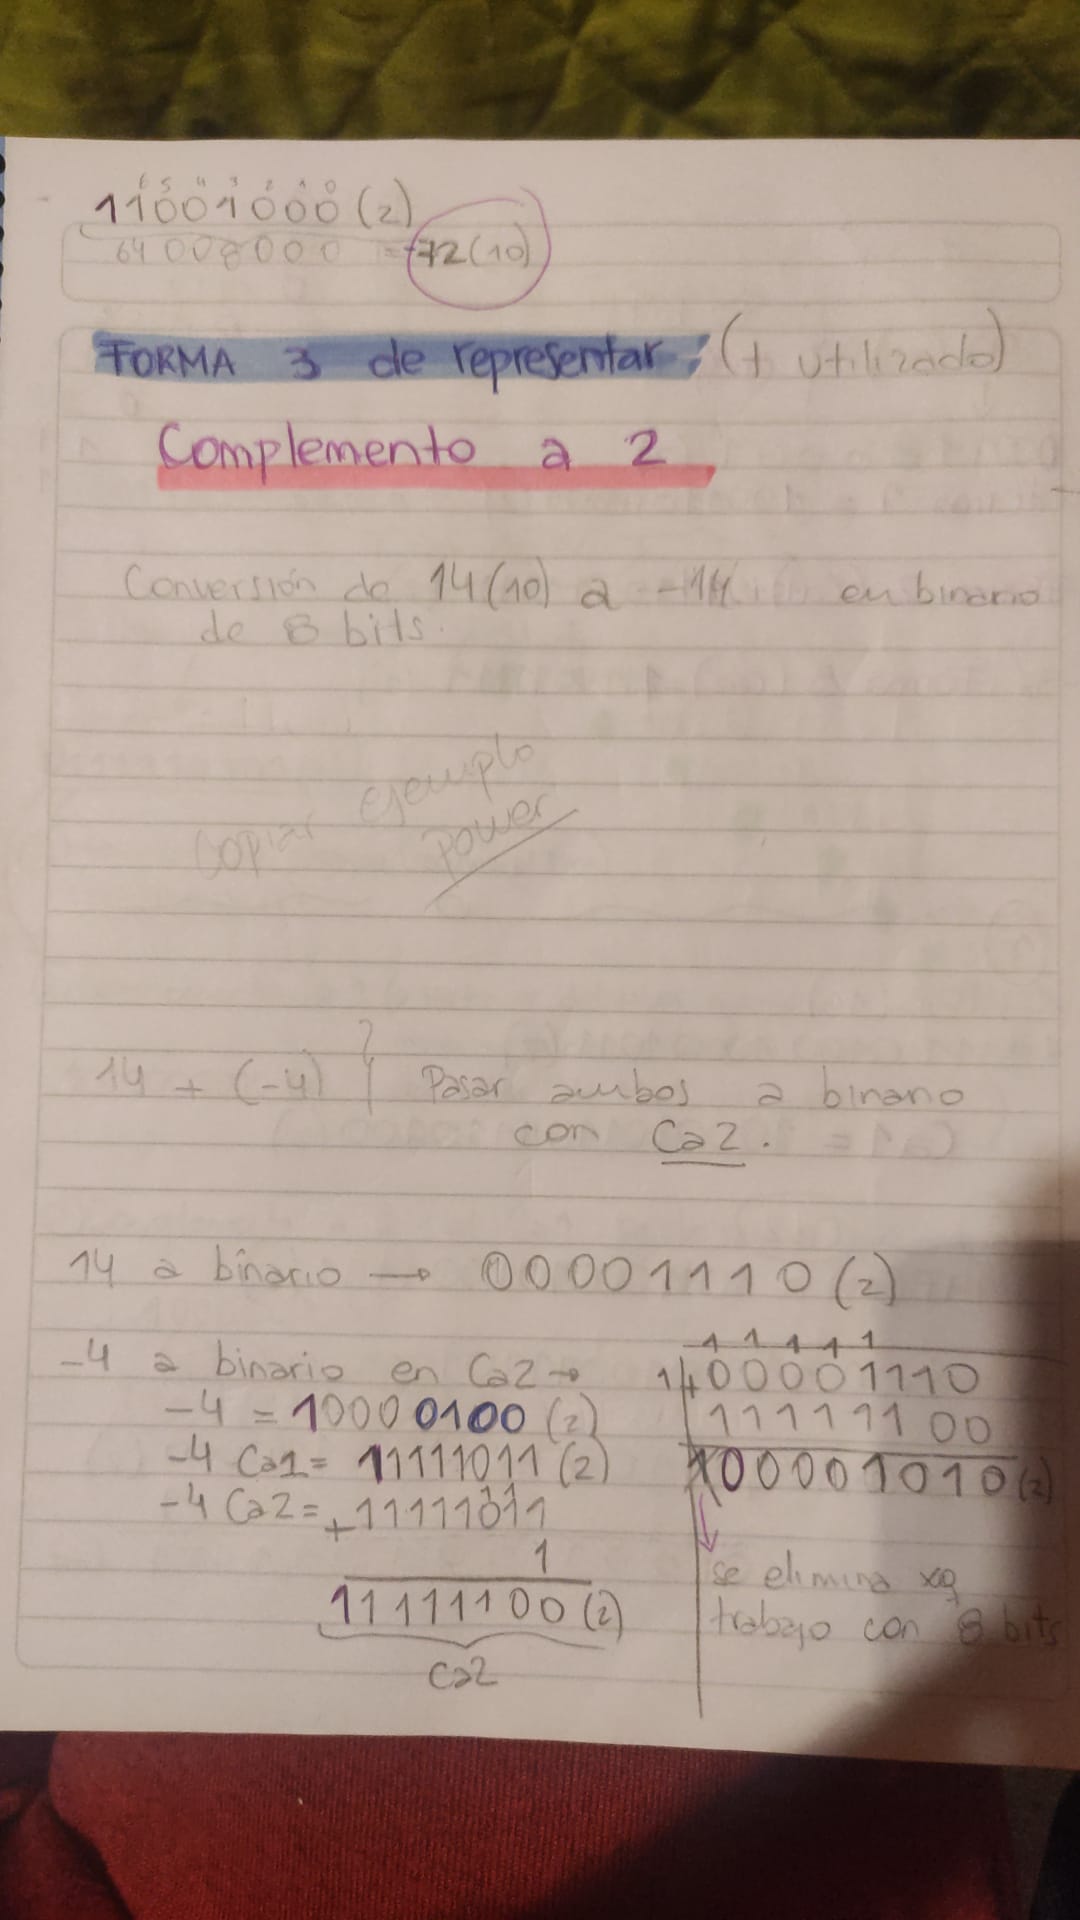 6 5 4 3 2 1 0
11001000(2)
64 0 0 8 0 0 0 = -72(10)
FORMA 3 de representar: (+ utilizado)
Complemento a 2
Conversión de 14(10) a -14 en binario
de 8 bits.
Copiar Ejemplo
Power
14 + (-4) } Pasar ambos a binario
con Ca2.
14 a binario → 00001110(2)
-4 a binario en Ca2→
-4 = 10000100(2)
-4 Ca1= 11111011(2)
-4 Ca2= +11111011
1
11111100(2)
Ca2
1 1 1 1 1
14 00001110
11111100
100001010(2)
se elimina xq
trabajo con 8 bits